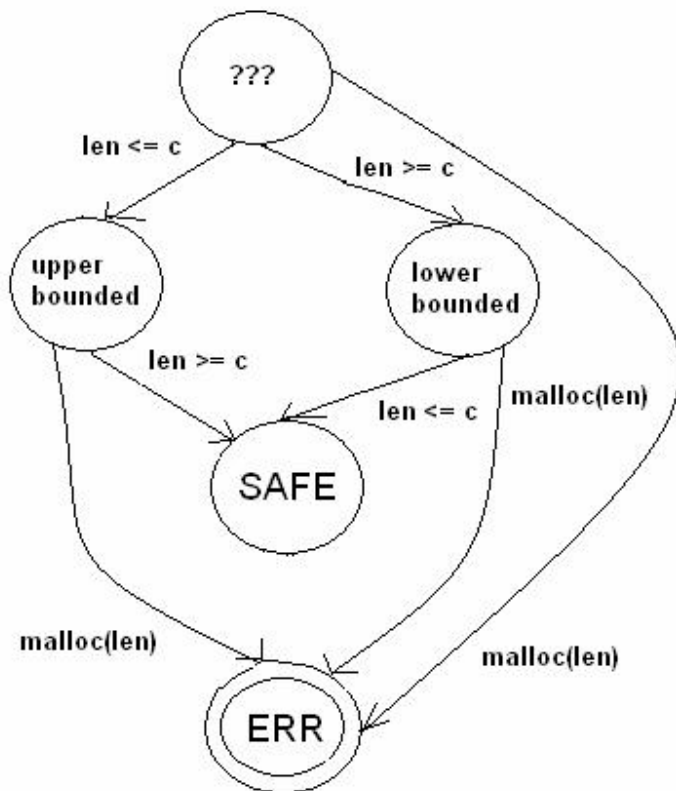 ???
len <= c
len >= c
upper
bounded
lower
bounded
len >= c
len <= c
malloc(len)
SAFE
malloc(len)
malloc(len)
ERR